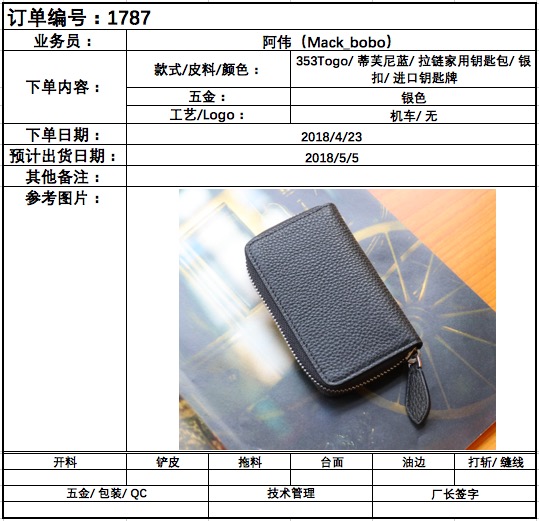 订单编号：1787
业务员：
阿伟（Mack_bobo）
下单内容：
款式/皮料/颜色：
353Togo/ 蒂芙尼蓝/ 拉链家用钥匙包/ 银
扣/ 进口钥匙牌
五金：
银色
工艺/Logo：
机车/ 无
下单日期：
2018/4/23
预计出货日期：
2018/5/5
其他备注：
参考图片：
开料
铲皮
拖料
台面
油边
打斩/ 缝线
五金/ 包装/ QC
技术管理
厂长签字